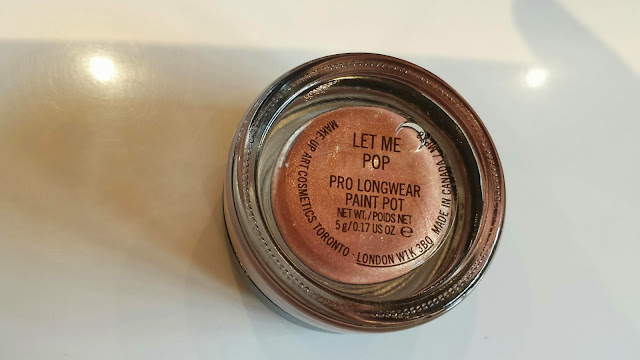 LET ME
POP
PRO LONGWEAR
PAINT POT
NET WT./POIDS NET
5 g/0.17 US OZ. e
MAKE-UP ART COSMETICS TORONTO · LONDON W1K 3BQ MADE IN CANADA /